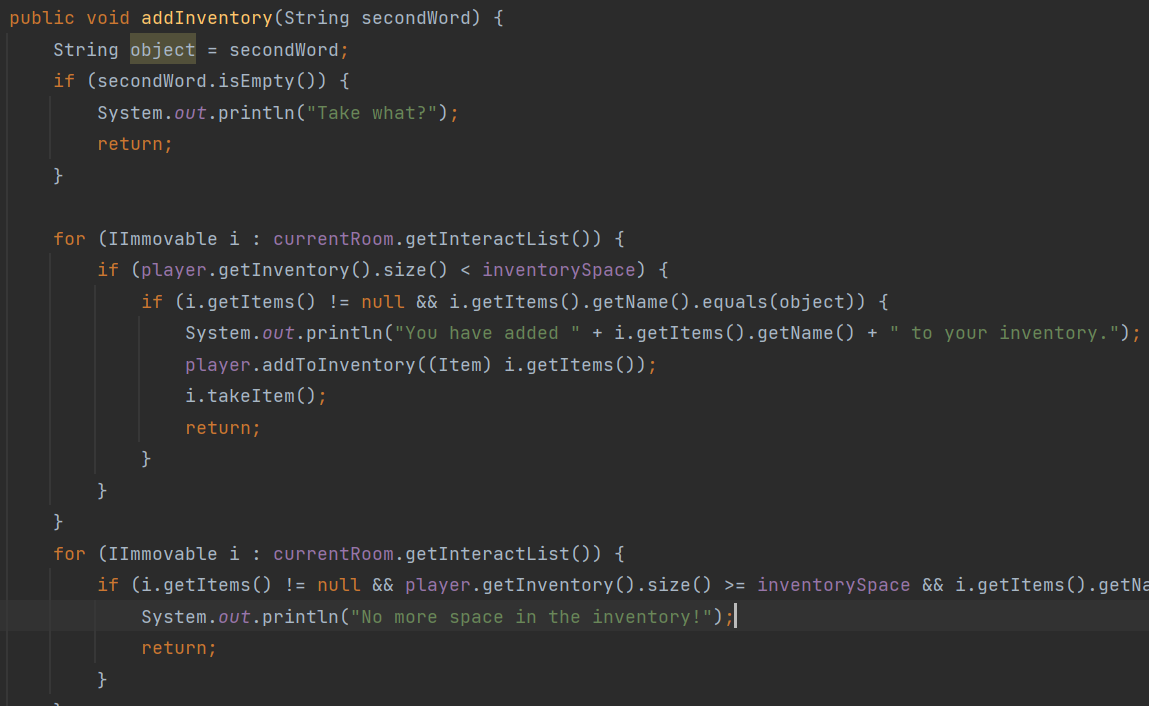 public void addInventory(String secondWord) {
    String object = secondWord;
    if (secondWord.isEmpty()) {
        System.out.println("Take what?");
        return;
    }

    for (IImmovable i : currentRoom.getInteractList()) {
        if (player.getInventory().size() < inventorySpace) {
            if (i.getItems() != null && i.getItems().getName().equals(object)) {
                System.out.println("You have added " + i.getItems().getName() + " to your inventory.");
                player.addToInventory((Item) i.getItems());
                i.takeItem();
                return;
            }
        }
    }
    for (IImmovable i : currentRoom.getInteractList()) {
        if (i.getItems() != null && player.getInventory().size() >= inventorySpace && i.getItems().getNa
            System.out.println("No more space in the inventory!");
            return;
        }